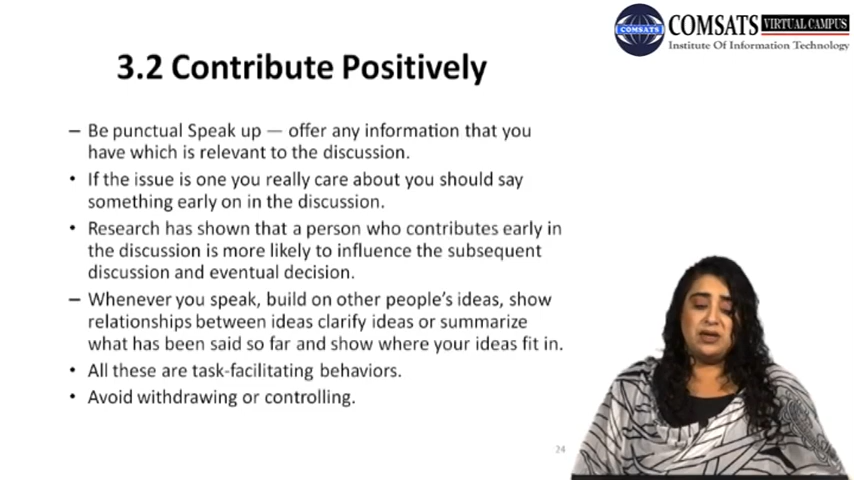 COMSATS VIRTUAL CAMPUS
COMSATS
Institute Of Information Technology
3.2 Contribute Positively
– Be punctual Speak up — offer any information that you
have which is relevant to the discussion.
• If the issue is one you really care about you should say
something early on in the discussion.
• Research has shown that a person who contributes early in
the discussion is more likely to influence the subsequent
discussion and eventual decision.
– Whenever you speak, build on other people's ideas, show
relationships between ideas clarify ideas or summarize
what has been said so far and show where your ideas fit in.
• All these are task-facilitating behaviors.
• Avoid withdrawing or controlling.
24